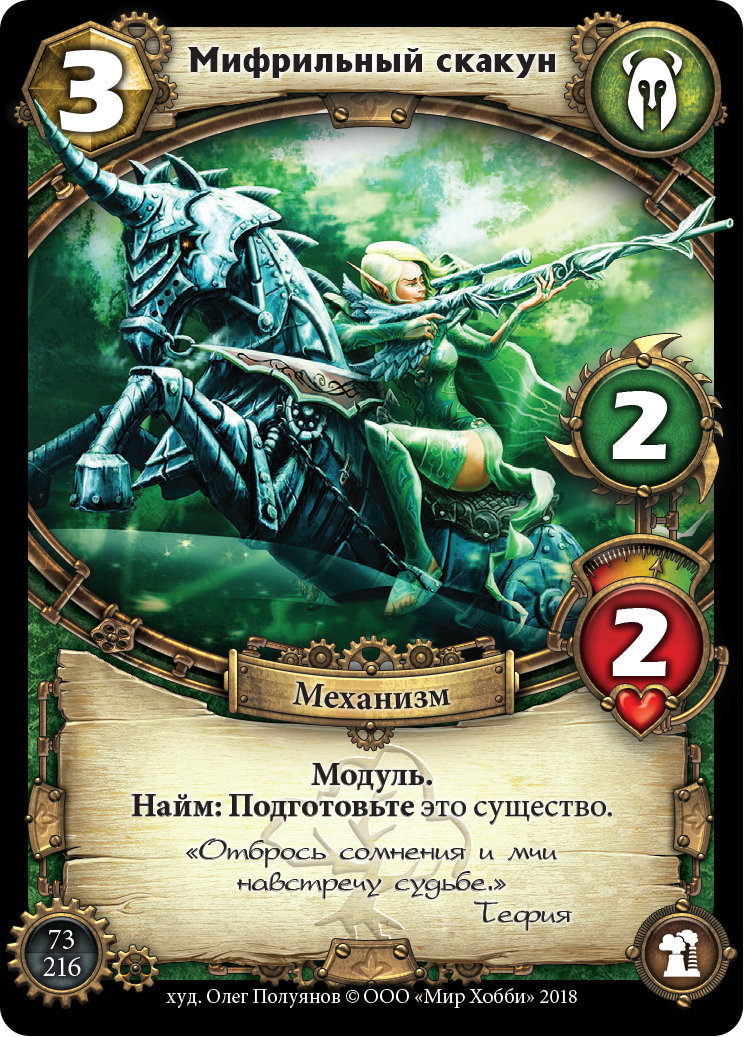 3
Мифрильный скакун
2
2
Механизм
Модуль.
Найм: Подготовьте это существо.
«Отбрось сомнения и мчи
навстречу судьбе.»
Тефия
73
216
худ. Олег Полуянов © ООО «Мир Хобби» 2018